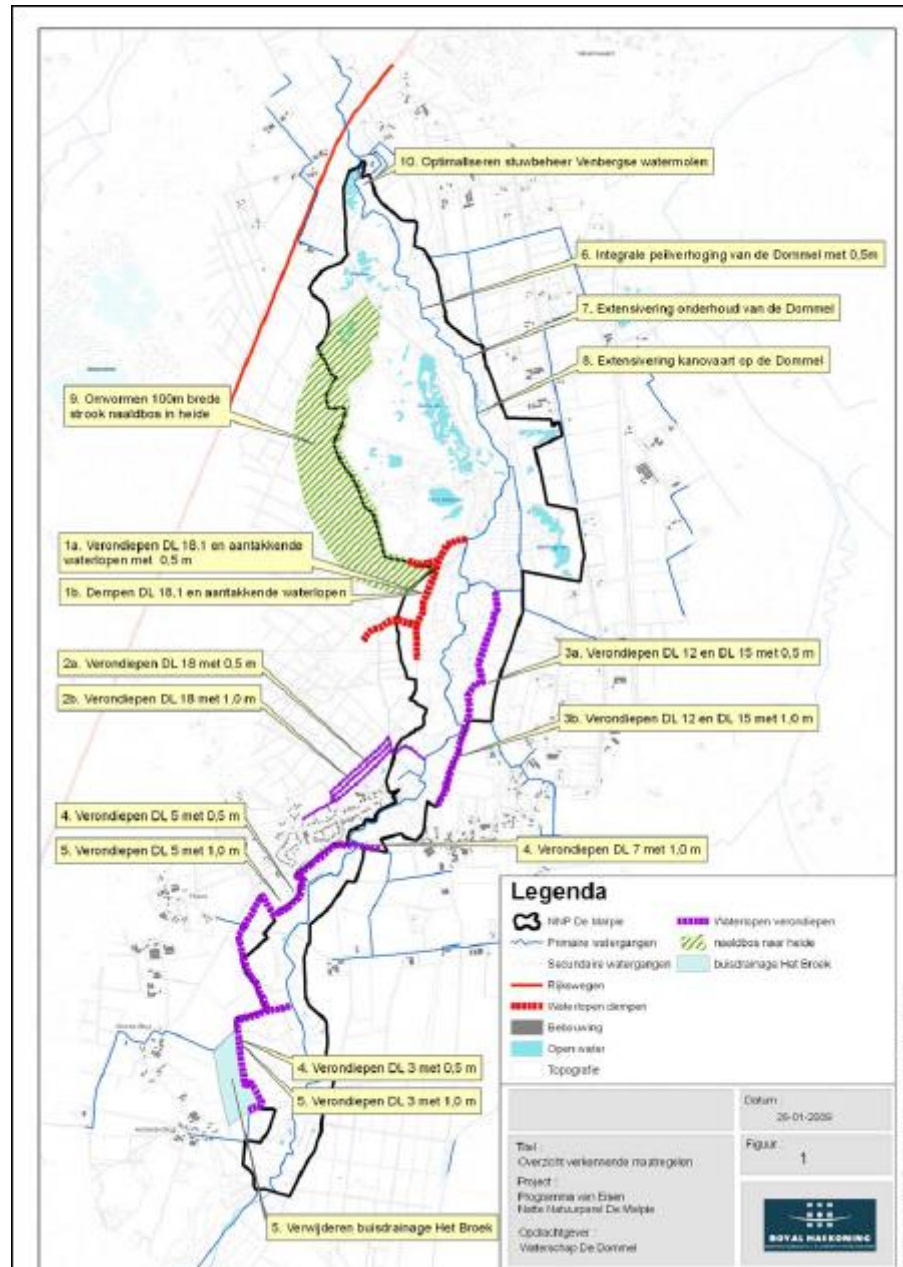 10. Optimaliseren stuwbeheer Venbergse watermolen
6. Integrale peilverhoging van de Dommel met 0,5m
7. Extensivering onderhoud van de Dommel
8. Extensivering kanovaart op de Dommel
9. Omvormen 100m brede
strook naaldbos in heide
1a. Verondiepen DL 18.1 en aantakkende
waterlopen met 0,5 m
1b. Dempen DL 18.1 en aantakkende waterlopen
2a. Verondiepen DL 18 met 0,5 m
2b. Verondiepen DL 18 met 1,0 m
3a. Verondiepen DL 12 en DL 15 met 0,5 m
3b. Verondiepen DL 12 en DL 15 met 1,0 m
4. Verondiepen DL 5 met 0,5 m
5. Verondiepen DL 5 met 1,0 m
4. Verondiepen DL 7 met 1,0 m
4. Verondiepen DL 3 met 0,5 m
5. Verondiepen DL 3 met 1,0 m
5. Verwijderen buisdrainage Het Broek
Legenda
NNP De Malpie
Primaire watergangen
Secundaire watergangen
Rijkswegen
Waterlopen dempen
Bebouwing
Open water
Topografie
Waterlopen verondiepen
naaldbos naar heide
buisdrainage Het Broek
Datum :
Titel :
Overzicht verkennende maatregelen
Project :
Programma van Eisen
Natte Natuurparel De Malpie
Opdrachtgever :
Waterschap De Dommel
Figuur :
1
ROYAL HASKONING